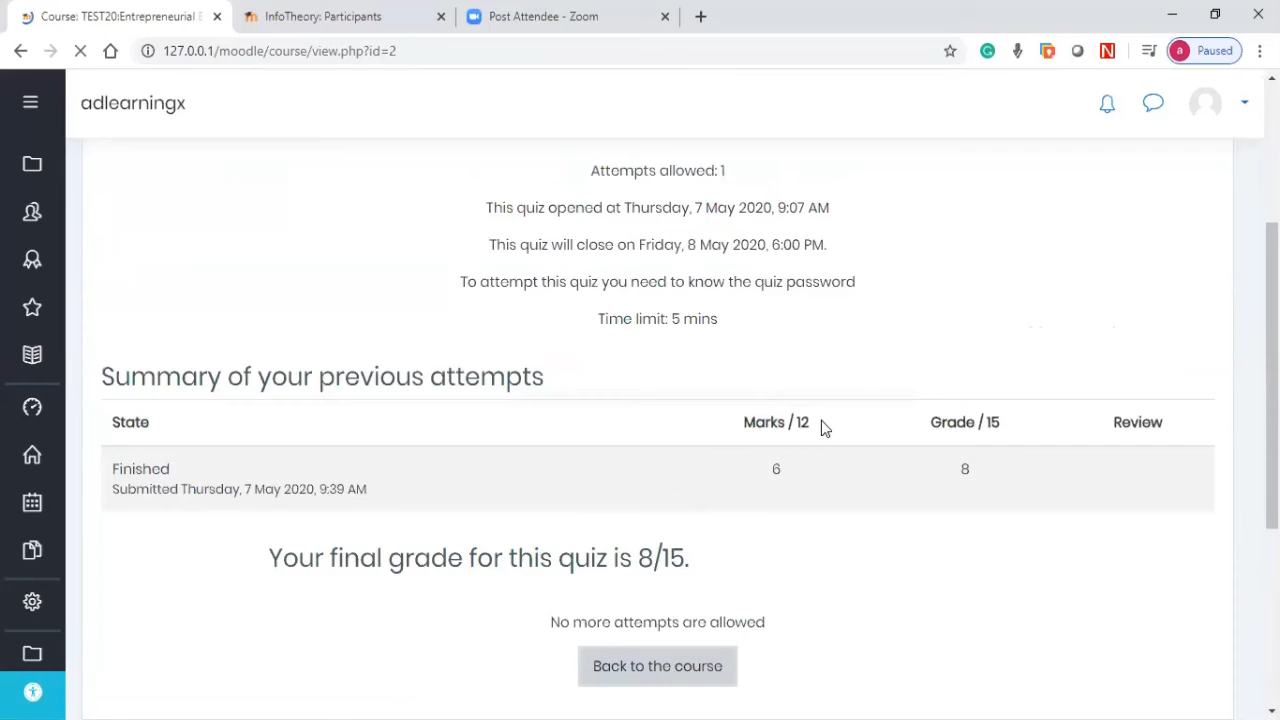 Course: TEST20:Entrepreneurial E
InfoTheory: Participants
Post Attendee - Zoom
127.0.0.1/moodle/course/view.php?id=2
a Paused
adlearningx
Attempts allowed: 1
This quiz opened at Thursday, 7 May 2020, 9:07 AM
This quiz will close on Friday, 8 May 2020, 6:00 PM.
To attempt this quiz you need to know the quiz password
Time limit: 5 mins
Summary of your previous attempts
State Marks / 12 Grade / 15 Review
Finished 6 8
Submitted Thursday, 7 May 2020, 9:39 AM
Your final grade for this quiz is 8/15.
No more attempts are allowed
Back to the course